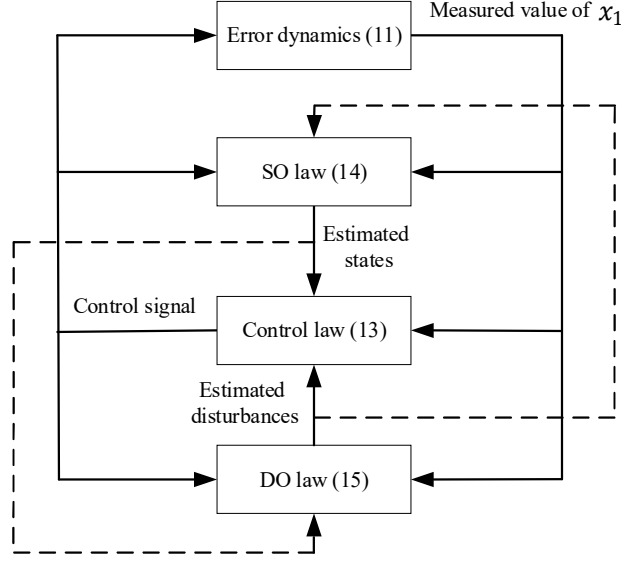 Measured value of x₁
Error dynamics (11)
SO law (14)
Estimated
states
Control signal
Control law (13)
Estimated
disturbances
DO law (15)